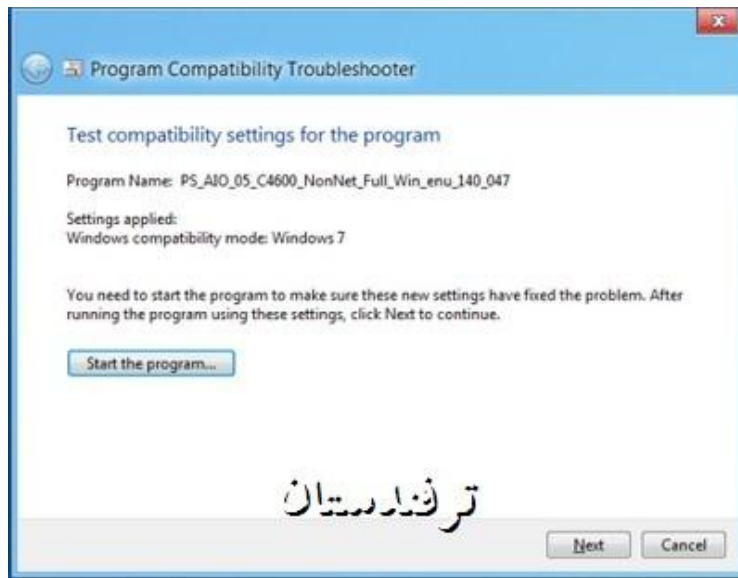 Program Compatibility Troubleshooter
Test compatibility settings for the program
Program Name: PS_AIO_05_C4600_NonNet_Full_Win_enu_140_047
Settings applied:
Windows compatibility mode: Windows 7
You need to start the program to make sure these new settings have fixed the problem. After
running the program using these settings, click Next to continue.
Start the program...
ترفندستان
Next Cancel